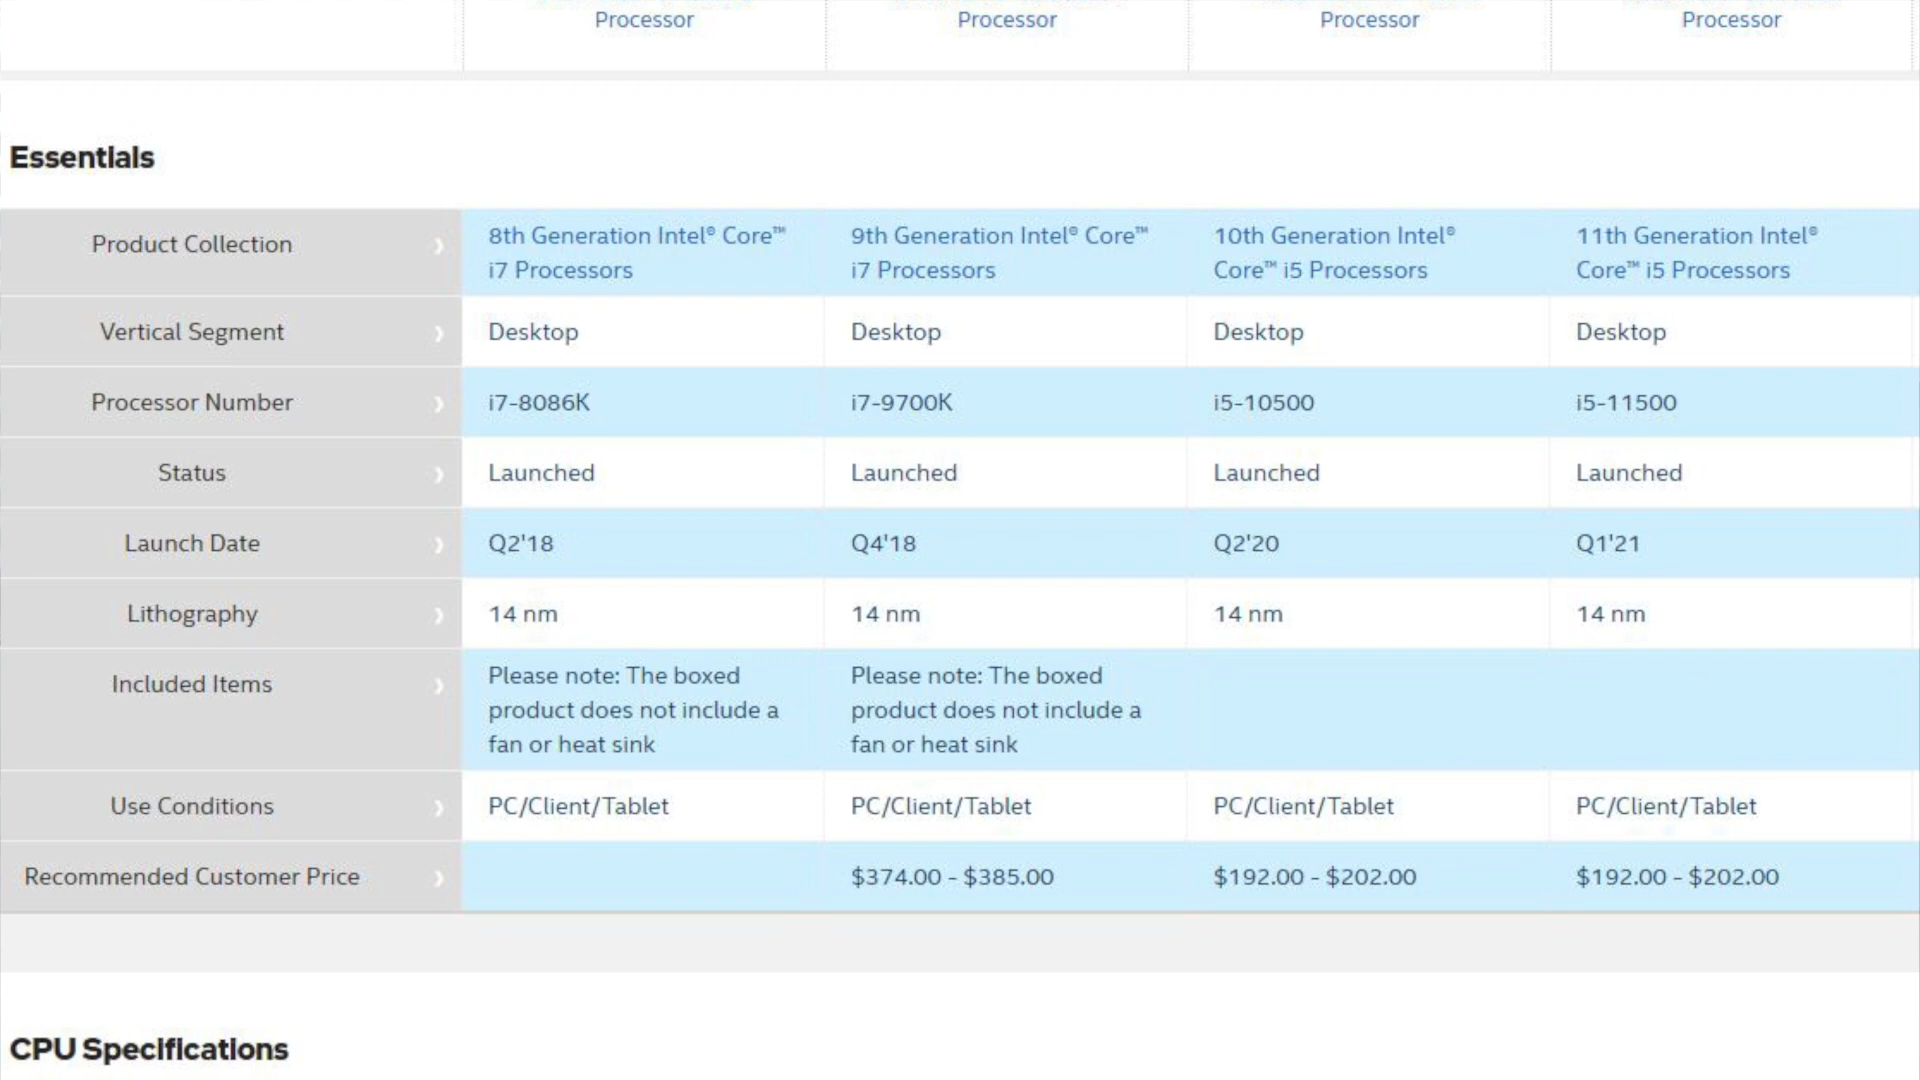 Processor Processor Processor Processor
Essentials
Product Collection 8th Generation Intel® Core™ 9th Generation Intel® Core™ 10th Generation Intel® 11th Generation Intel®
i7 Processors i7 Processors Core™ i5 Processors Core™ i5 Processors
Vertical Segment Desktop Desktop Desktop Desktop
Processor Number i7-8086K i7-9700K i5-10500 i5-11500
Status Launched Launched Launched Launched
Launch Date Q2'18 Q4'18 Q2'20 Q1'21
Lithography 14 nm 14 nm 14 nm 14 nm
Included Items Please note: The boxed Please note: The boxed
product does not include a product does not include a
fan or heat sink fan or heat sink
Use Conditions PC/Client/Tablet PC/Client/Tablet PC/Client/Tablet PC/Client/Tablet
Recommended Customer Price $374.00 - $385.00 $192.00 - $202.00 $192.00 - $202.00
CPU Specifications